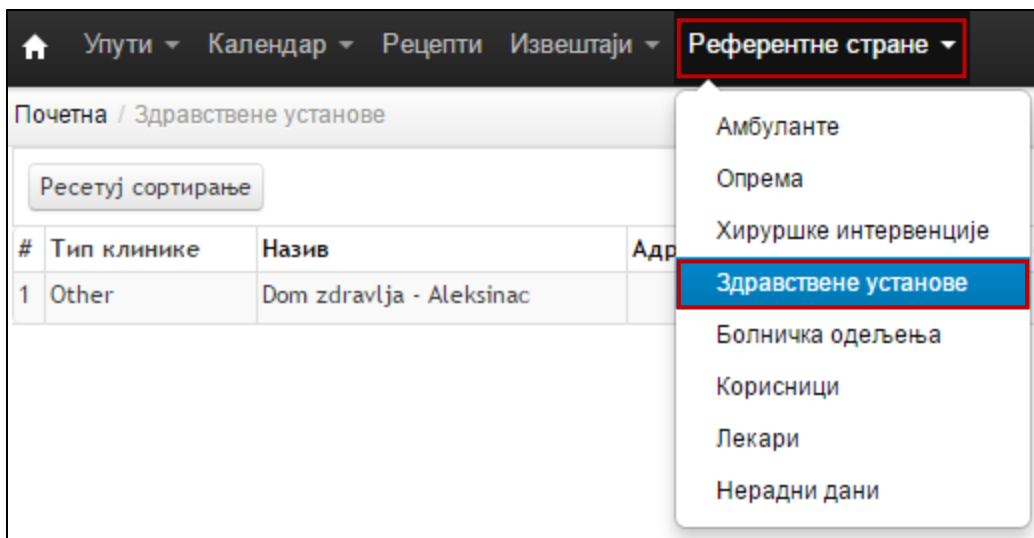 Упути Календар Рецепти Извештаји Референтне стране
Почетна / Здравствене установе
Ресетуј сортирање
# Тип клинике Назив Адр
1 Other Dom zdravlja - Aleksinac
Амбуланте
Опрема
Хируршке интервенције
Здравствене установе
Болничка одељења
Корисници
Лекари
Нерадни дани